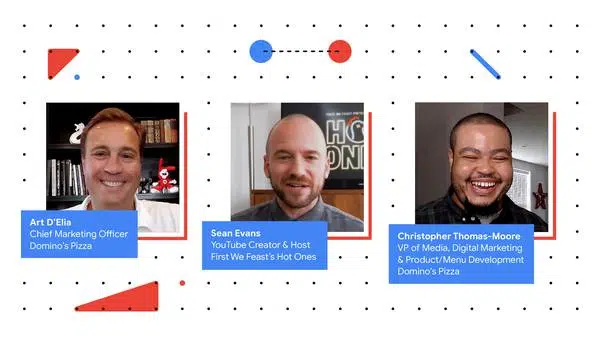 Art D'Elia
Chief Marketing Officer
Domino's Pizza
Sean Evans
YouTube Creator & Host
First We Feast's Hot Ones
Christopher Thomas-Moore
VP of Media, Digital Marketing
& Product/Menu Development
Domino's Pizza